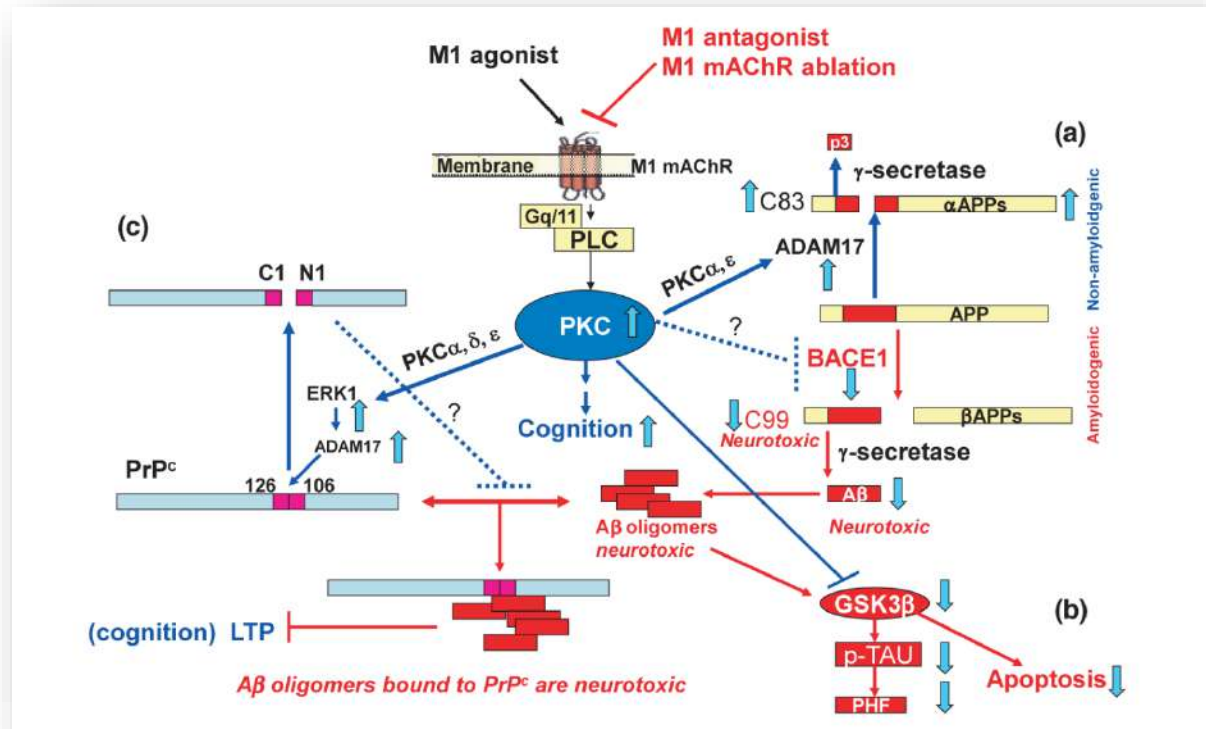 M1 agonist
M1 antagonist
M1 mAChR ablation
(a)
Membrane
M1 mAChR
p3
γ-secretase
C83
αAPPs
Gq/11
PLC
(c)
ADAM17
C1 N1
PKCα,ε
Non-amyloidgenic
PKC
?
APP
PKCα, δ, ε
BACE1
ERK1
?
C99
Neurotoxic
βAPPs
Amyloidogenic
ADAM17
Cognition
γ-secretase
PrPᶜ
126 106
Aβ
Neurotoxic
Aβ oligomers
neurotoxic
GSK3β
(b)
(cognition) LTP
p-TAU
Apoptosis
Aβ oligomers bound to PrPᶜ are neurotoxic
PHF